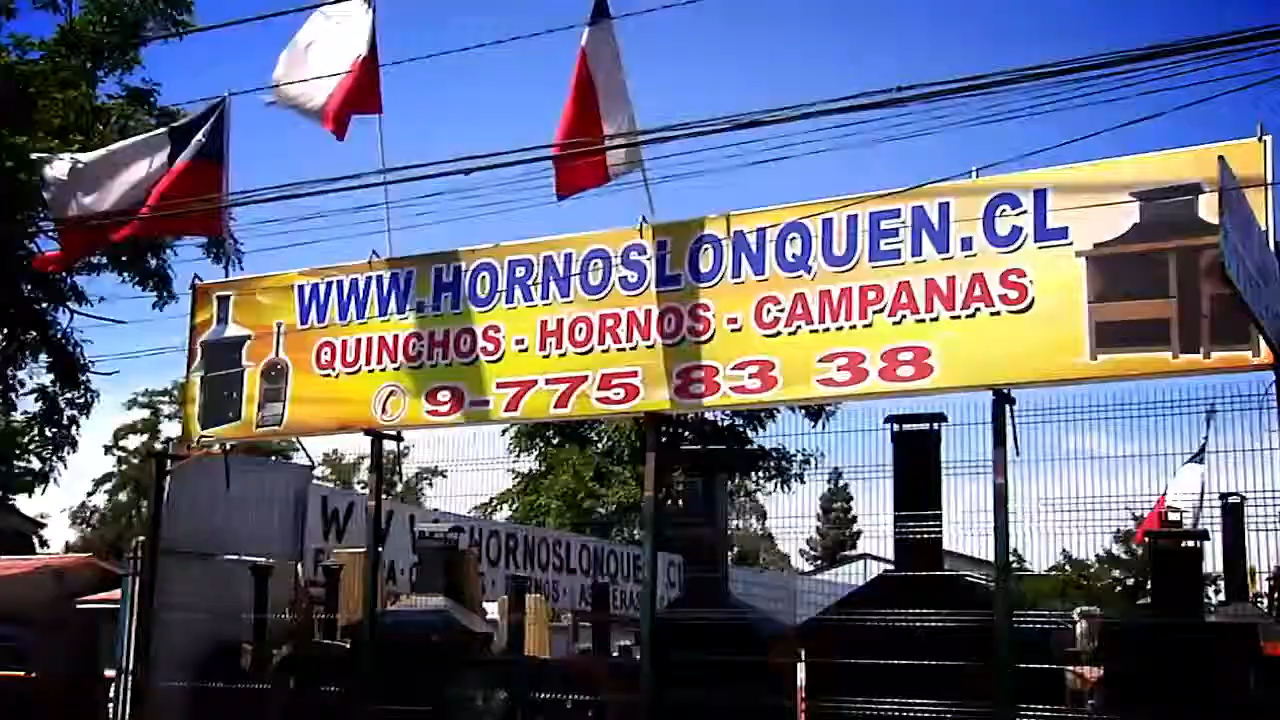 WWW.HORNOSLONQUEN.CL
QUINCHOS - HORNOS - CAMPANAS
9-775 83 38
HORNOSLONQUE